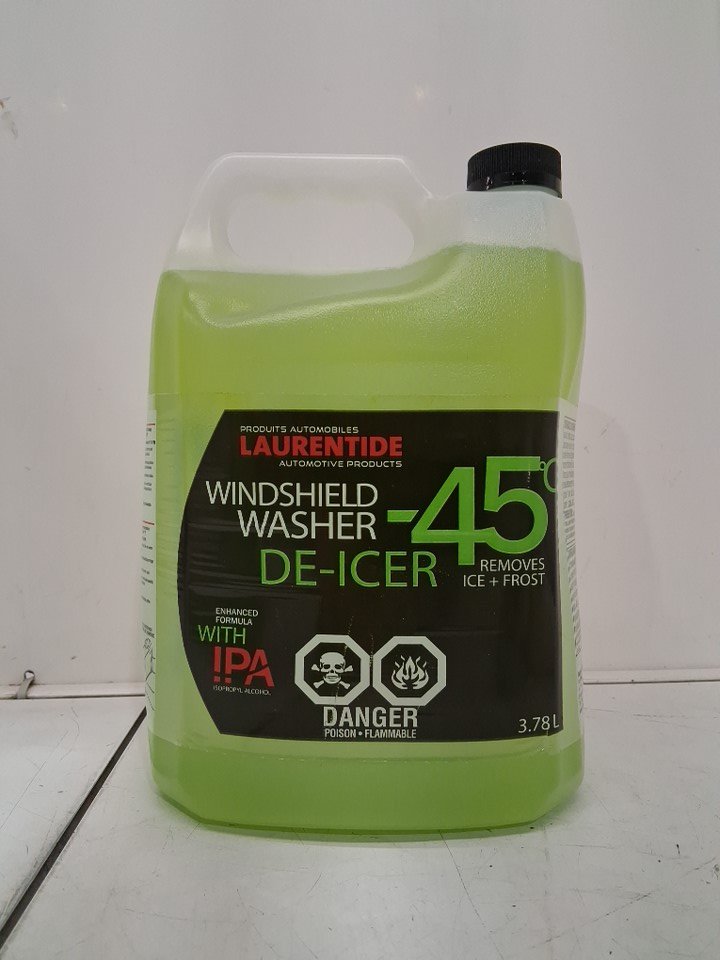 PRODUITS AUTOMOBILES
LAURENTIDE
AUTOMOTIVE PRODUCTS
WINDSHIELD
WASHER
-45°C
DE-ICER
REMOVES
ICE + FROST
ENHANCED
FORMULA
WITH
IPA
ISOPROPYL ALCOHOL
DANGER
POISON • FLAMMABLE
3.78 L